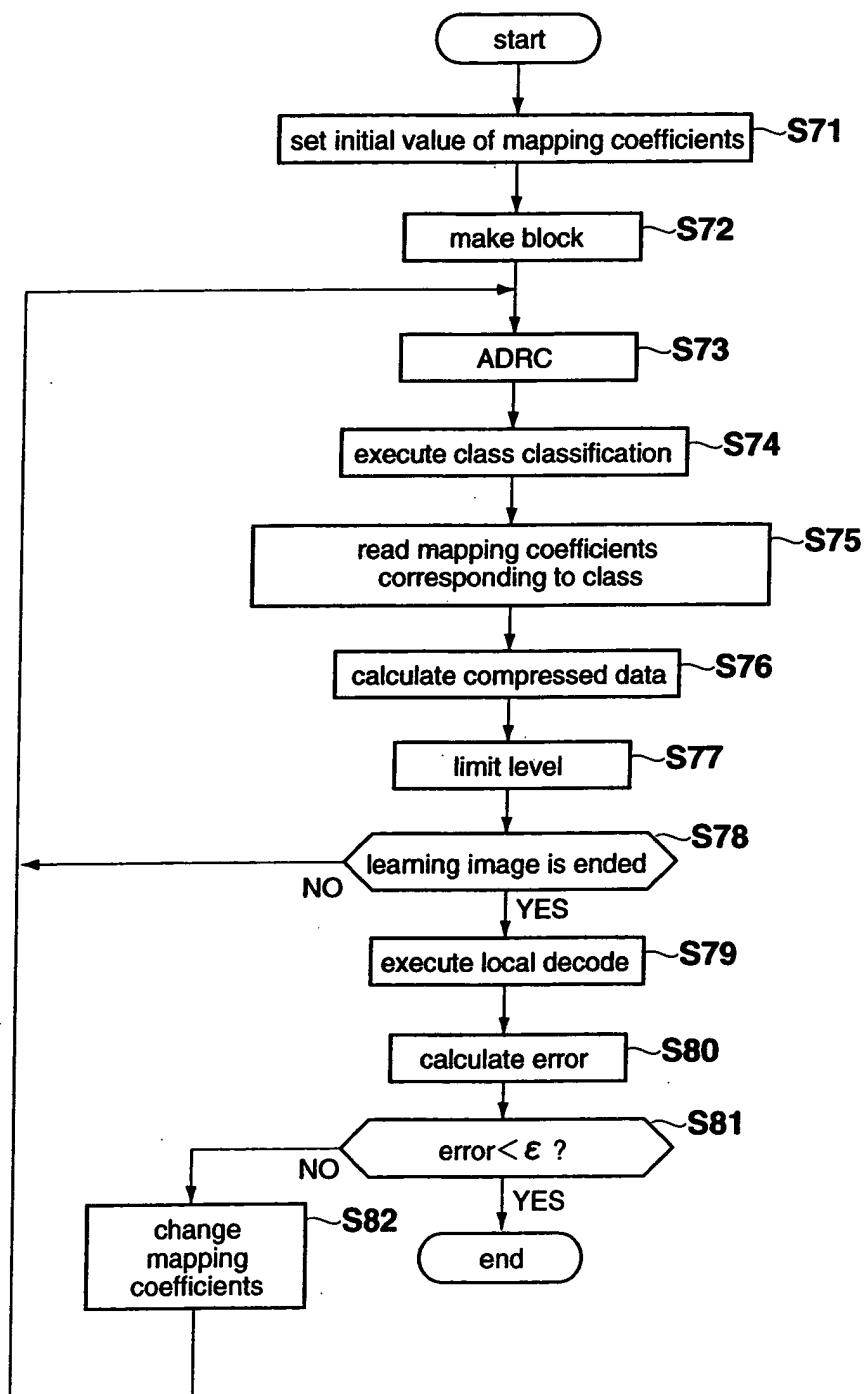 start
set initial value of mapping coefficients
S71
make block
S72
ADRC
S73
execute class classification
S74
read mapping coefficients
corresponding to class
S75
calculate compressed data
S76
limit level
S77
learning image is ended
S78
NO
YES
execute local decode
S79
calculate error
S80
error<ε ?
S81
NO
YES
change
mapping
coefficients
S82
end